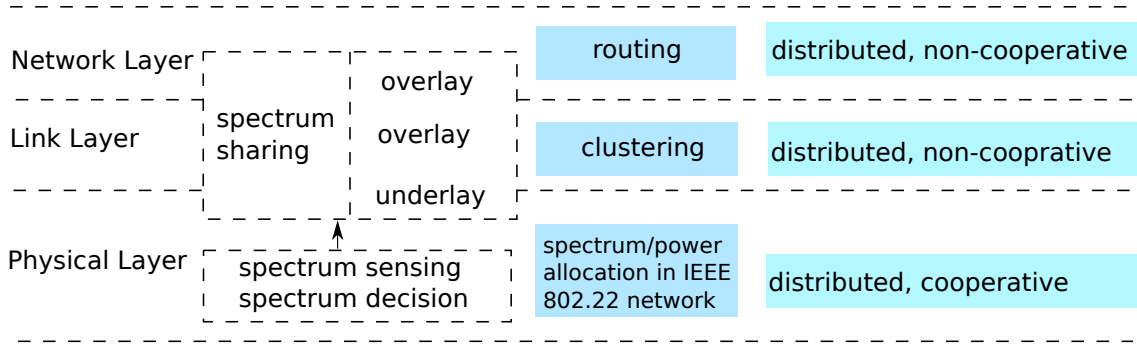 Network Layer
overlay
routing
distributed, non-cooperative
Link Layer
spectrum
sharing
overlay
clustering
distributed, non-cooprative
underlay
Physical Layer
spectrum sensing
spectrum decision
spectrum/power
allocation in IEEE
802.22 network
distributed, cooperative